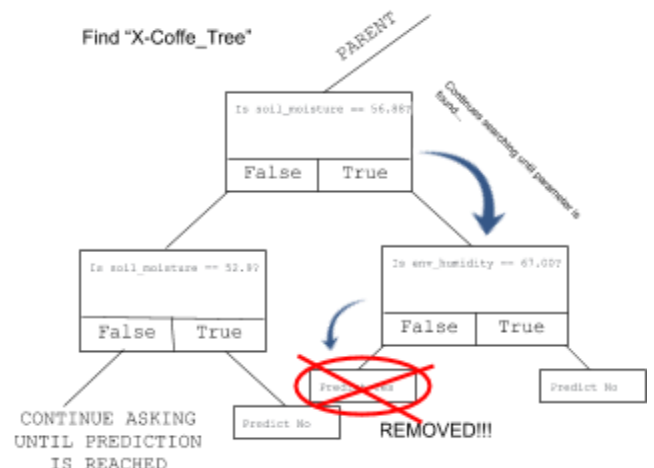 Find “X-Coffe_Tree”
PARENT
Is soil_moisture == 56.88?
False True
Continues searching until parameter is
found...
Is soil_moisture == 52.8?
False True
Is env_humidity == 67.00?
False True
Predict Yes
Predict No
Predict No
REMOVED!!!
CONTINUE ASKING
UNTIL PREDICTION
IS REACHED